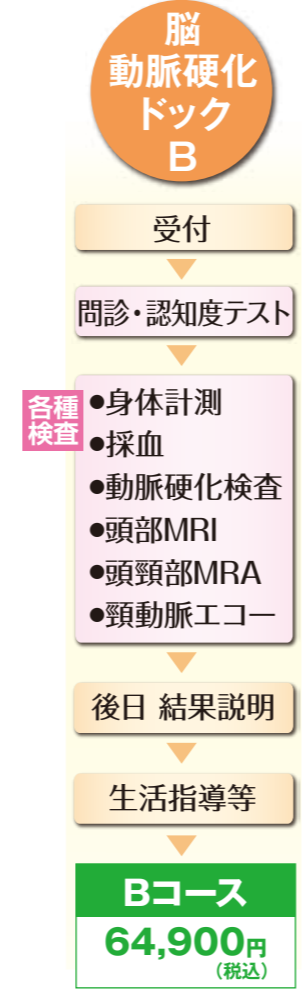 脳
動脈硬化
ドック
B
受付
問診・認知度テスト
各種
検査
●身体計測
●採血
●動脈硬化検査
●頭部MRI
●頭頸部MRA
●頸動脈エコー
後日 結果説明
生活指導等
Bコース
64,900円
(税込)